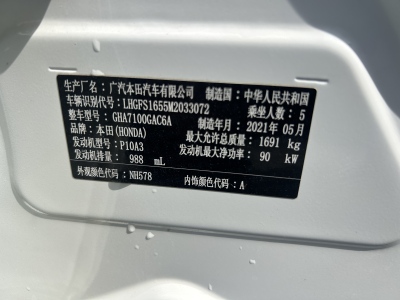 生产厂名：广汽本田汽车有限公司 制造国：中华人民共和国
车辆识别代号：LHGFS1655M2033072 乘坐人数：5
整车型号：GHA7100GAC6A 制造年月：2021年05月
品牌：本田(HONDA) 最大允许总质量：1691 kg
发动机型号：P10A3 发动机最大净功率：90 kW
发动机排量：988 mL
外观颜色代码：NH578 内饰颜色代码：A